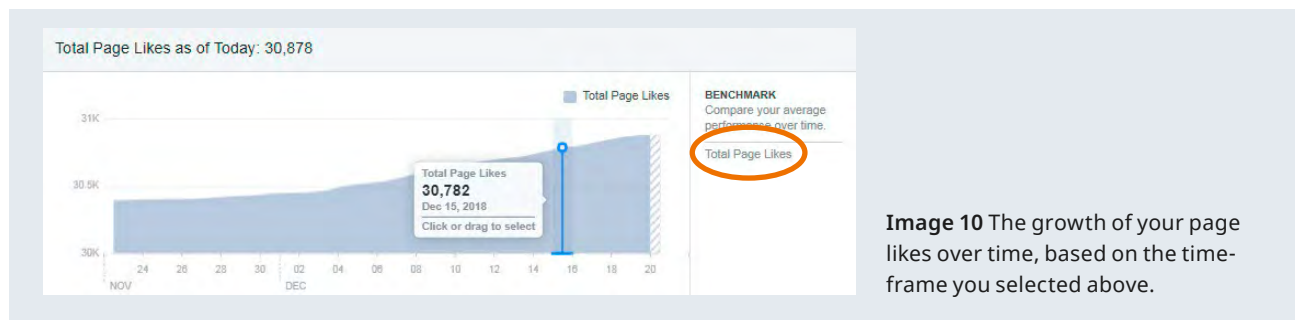 Total Page Likes as of Today: 30,878
Total Page Likes
BENCHMARK
Compare your average
performance over time.
Total Page Likes
31K
30.5K
30K
Total Page Likes
30,782
Dec 15, 2018
Click or drag to select
24 26 28 30 02 04 06 08 10 12 14 16 18 20
NOV DEC
Image 10 The growth of your page
likes over time, based on the time-
frame you selected above.